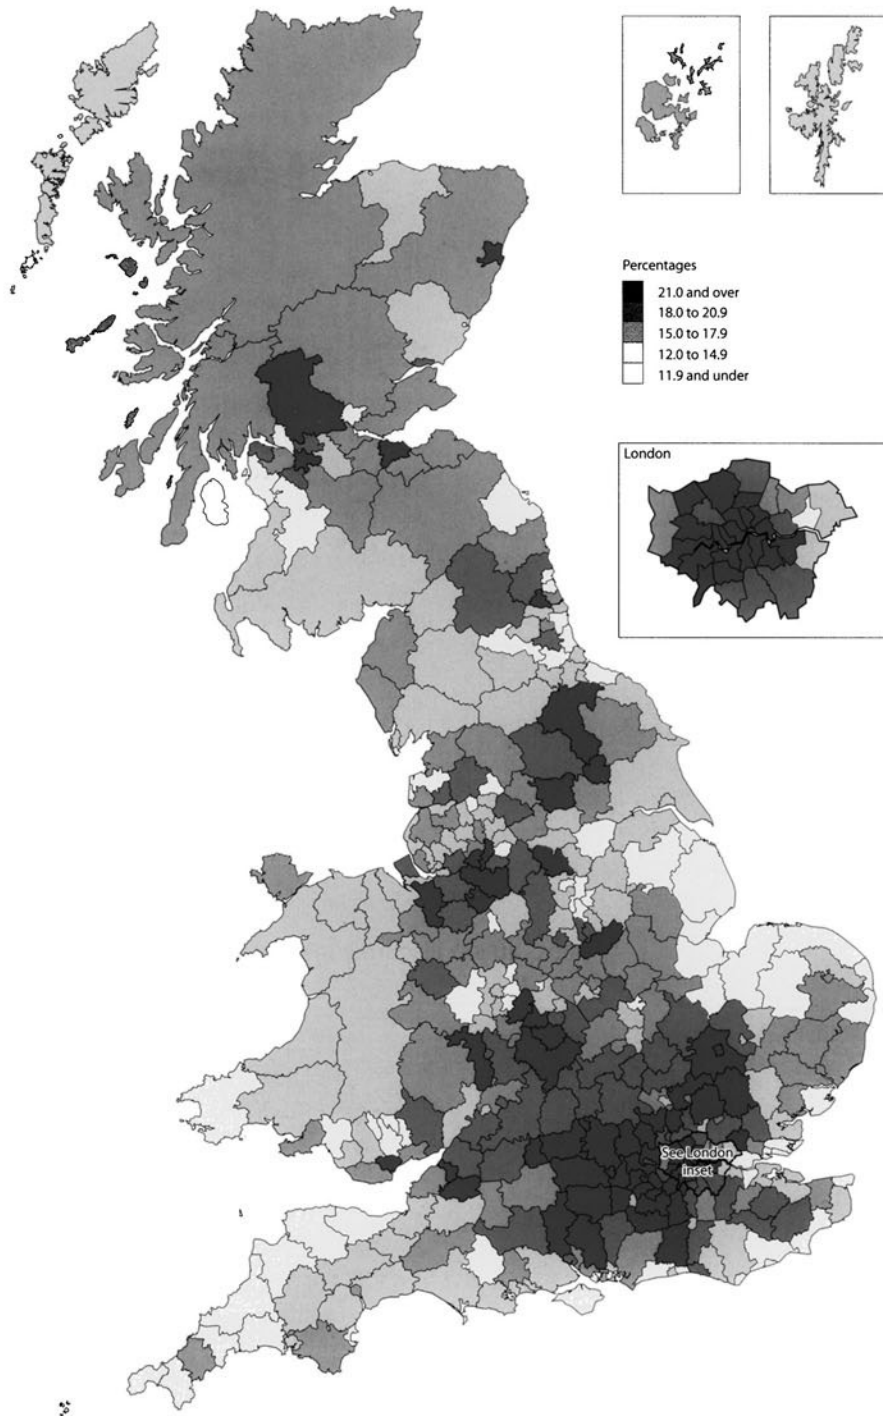 Percentages
21.0 and over
18.0 to 20.9
15.0 to 17.9
12.0 to 14.9
11.9 and under
London
See London
inset